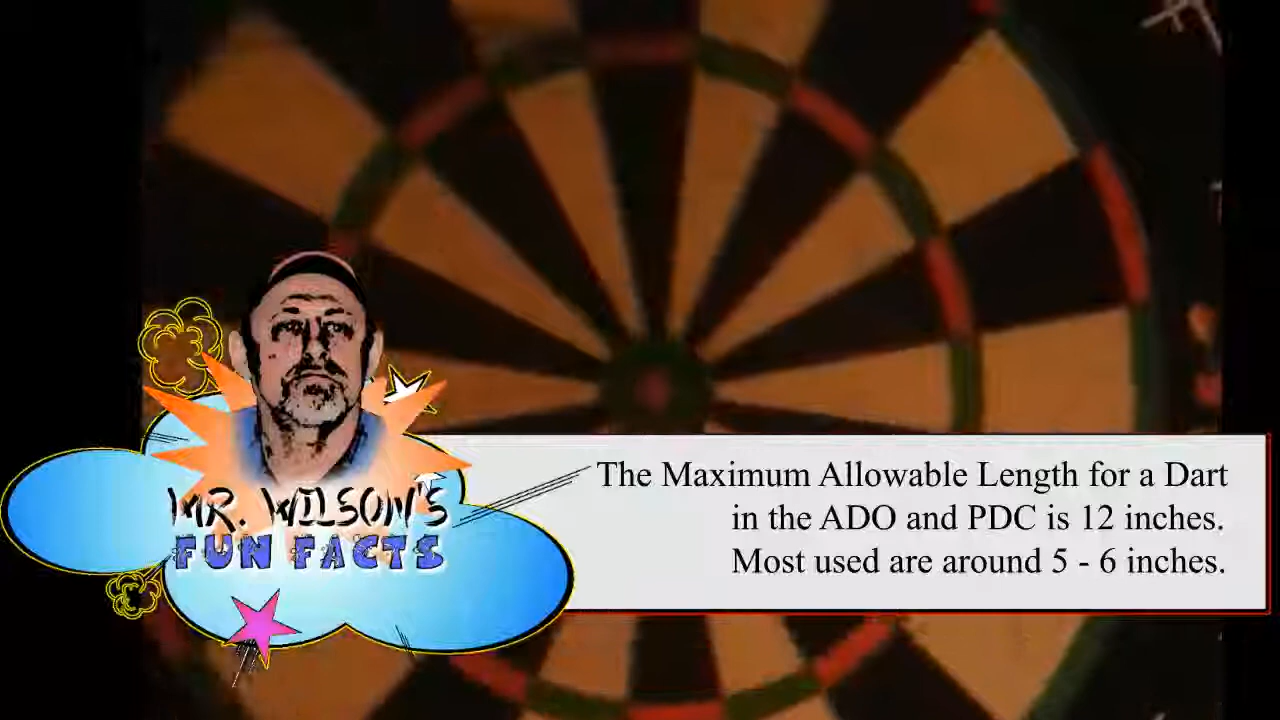 MR. WILSON'S
FUN FACTS
The Maximum Allowable Length for a Dart
in the ADO and PDC is 12 inches.
Most used are around 5 - 6 inches.